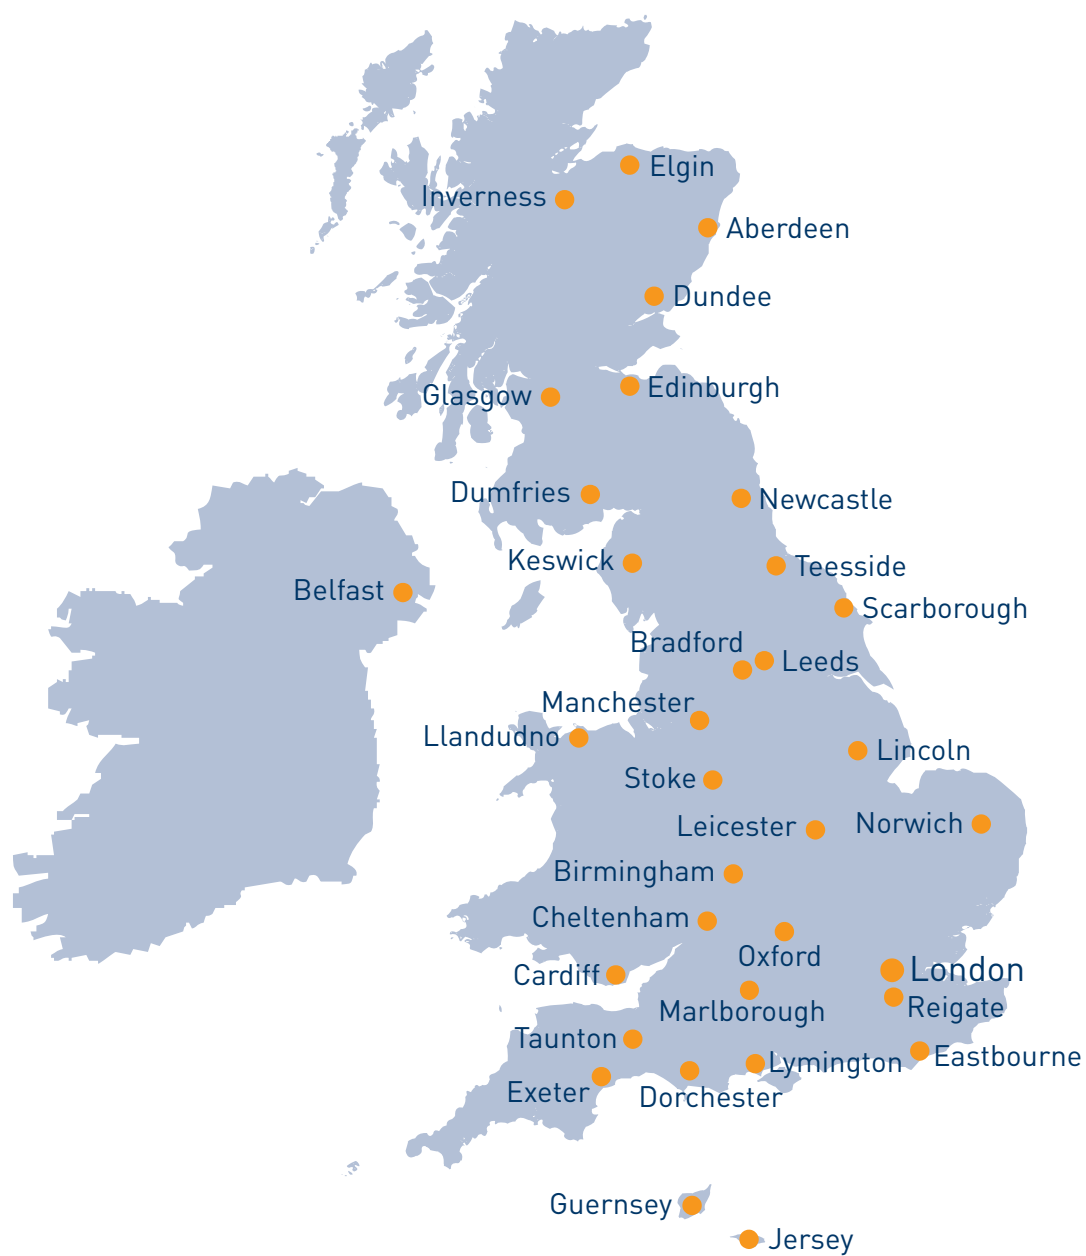 Elgin
Inverness
Aberdeen
Dundee
Edinburgh
Glasgow
Dumfries
Newcastle
Keswick
Teesside
Belfast
Scarborough
Bradford
Leeds
Manchester
Llandudno
Lincoln
Stoke
Leicester
Norwich
Birmingham
Cheltenham
Oxford
London
Cardiff
Reigate
Marlborough
Taunton
Eastbourne
Lymington
Exeter
Dorchester
Guernsey
Jersey